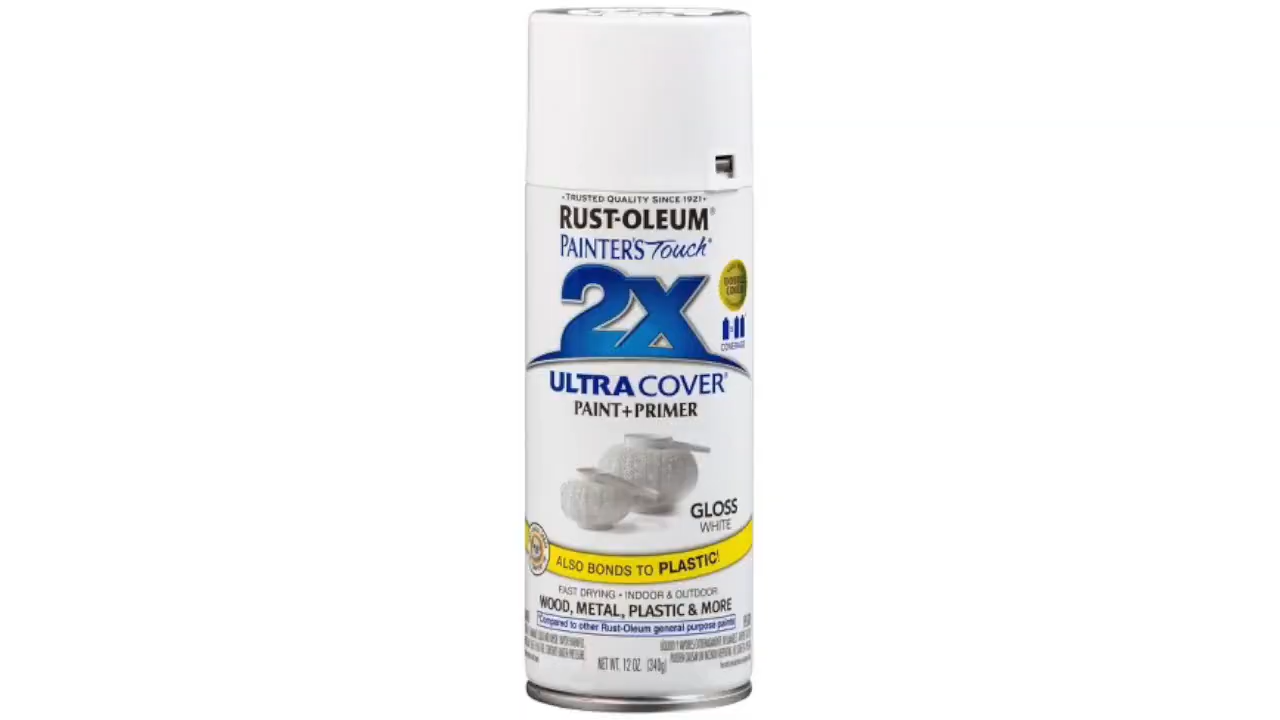 •TRUSTED QUALITY SINCE 1921•
RUST-OLEUM®
PAINTER'S Touch®
2X
COVERAGE
ULTRA COVER®
PAINT+PRIMER
GLOSS
WHITE
ALSO BONDS TO PLASTIC!
FAST DRYING • INDOOR & OUTDOOR
WOOD, METAL, PLASTIC & MORE
*Compared to other Rust-Oleum general purpose paints
NET WT. 12 OZ. (340g)